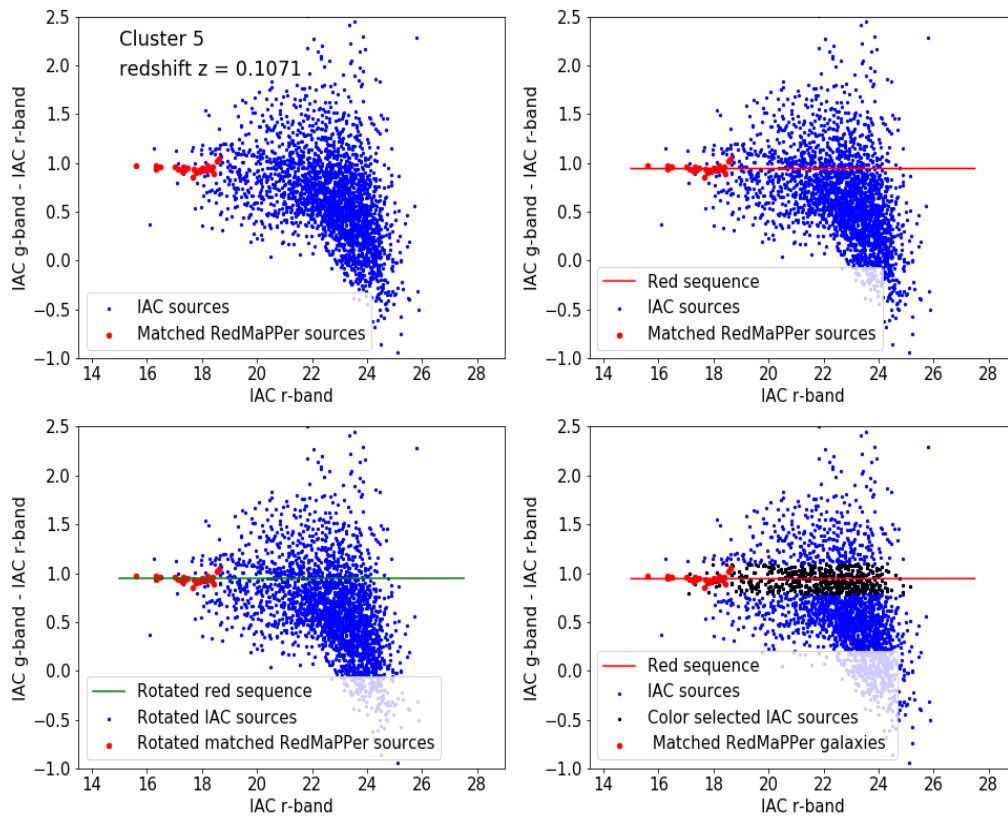 2.5
2.0
1.5
1.0
0.5
0.0
−0.5
−1.0
IAC g-band - IAC r-band
Cluster 5
redshift z = 0.1071
IAC sources
Matched RedMaPPer sources
14 16 18 20 22 24 26 28
IAC r-band
2.5
2.0
1.5
1.0
0.5
0.0
−0.5
−1.0
IAC g-band - IAC r-band
Red sequence
IAC sources
Matched RedMaPPer sources
14 16 18 20 22 24 26 28
IAC r-band
2.5
2.0
1.5
1.0
0.5
0.0
−0.5
−1.0
IAC g-band - IAC r-band
Rotated red sequence
Rotated IAC sources
Rotated matched RedMaPPer sources
14 16 18 20 22 24 26 28
IAC r-band
2.5
2.0
1.5
1.0
0.5
0.0
−0.5
−1.0
IAC g-band - IAC r-band
Red sequence
IAC sources
Color selected IAC sources
Matched RedMaPPer galaxies
14 16 18 20 22 24 26 28
IAC r-band